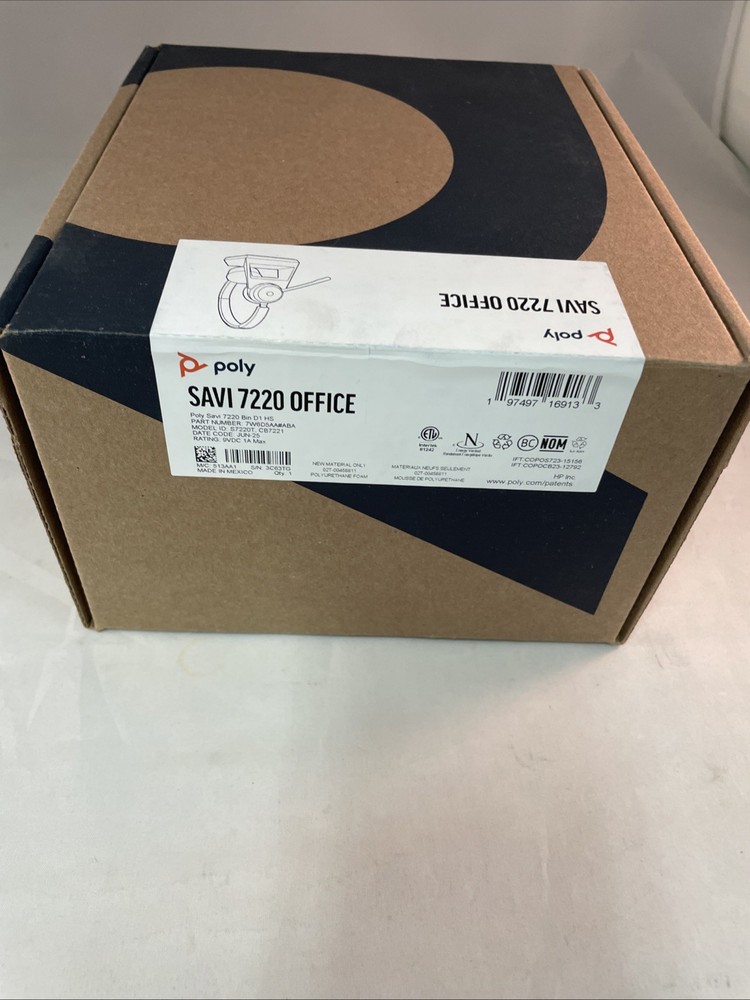 SAVI 7220 OFFICE
poly
poly
SAVI 7220 OFFICE
Poly Savi 7220 Bin D1 HS
PART NUMBER: 7W6D5AA#ABA
MODEL ID: S7220T, CB7221
DATE CODE: JUN-25
RATING: 9VDC 1A Max
M/C: 513AA1 S/N: 3C63TG
MADE IN MEXICO Qty. 1
NEW MATERIAL ONLY
POLYURETHANE FOAM
MATERIAUX NEUFS SEULEMENT
MOUSSE DE POLYURETHANE
1 97497 16913 3
ETL
Intertek
N
BC
NOM
IFT:COPOS723-15156
IFT:COPOCB23-12792
HP Inc.
www.poly.com/patents